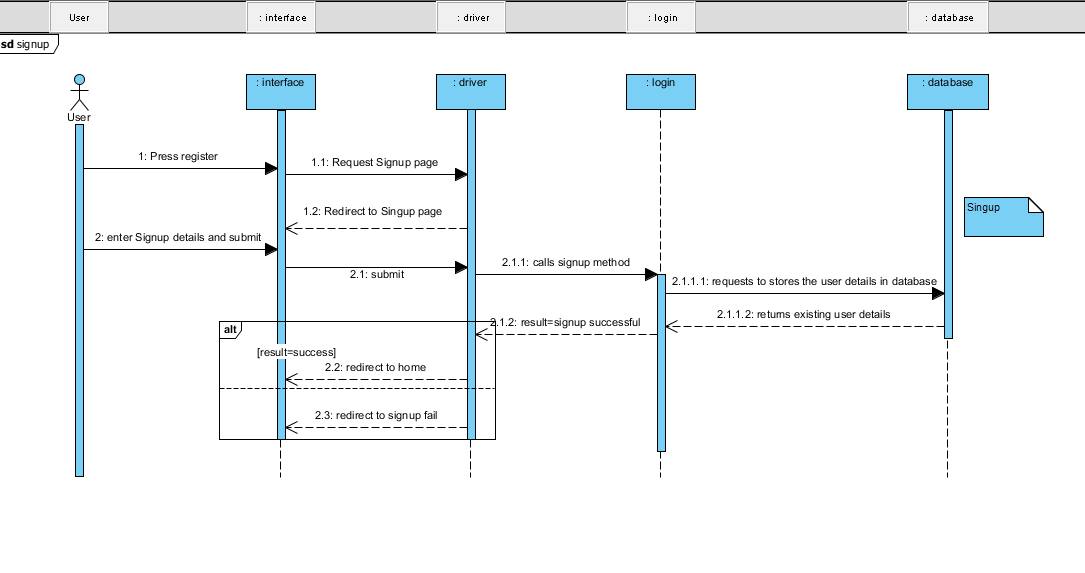 User
: interface
: driver
: login
: database
sd signup
: interface
: driver
: login
: database
User
1: Press register
1.1: Request Signup page
1.2: Redirect to Singup page
Singup
2: enter Signup details and submit
2.1: submit
2.1.1: calls signup method
2.1.1.1: requests to stores the user details in database
2.1.1.2: returns existing user details
2.1.2: result=signup successful
alt
[result=success]
2.2: redirect to home
2.3: redirect to signup fail